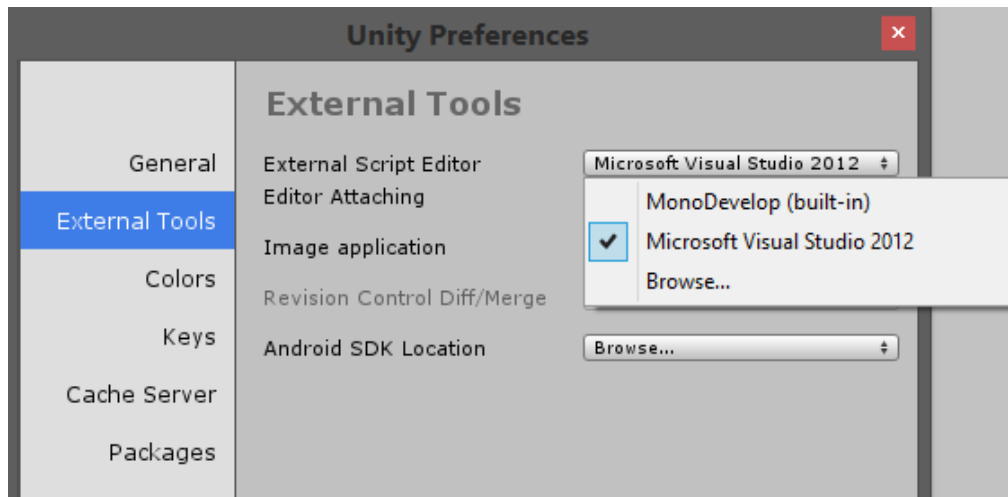 Unity Preferences
×
General
External Tools
Colors
Keys
Cache Server
Packages
External Tools
External Script Editor
Microsoft Visual Studio 2012
Editor Attaching
MonoDevelop (built-in)
Microsoft Visual Studio 2012
Browse...
Image application
Revision Control Diff/Merge
Android SDK Location
Browse...